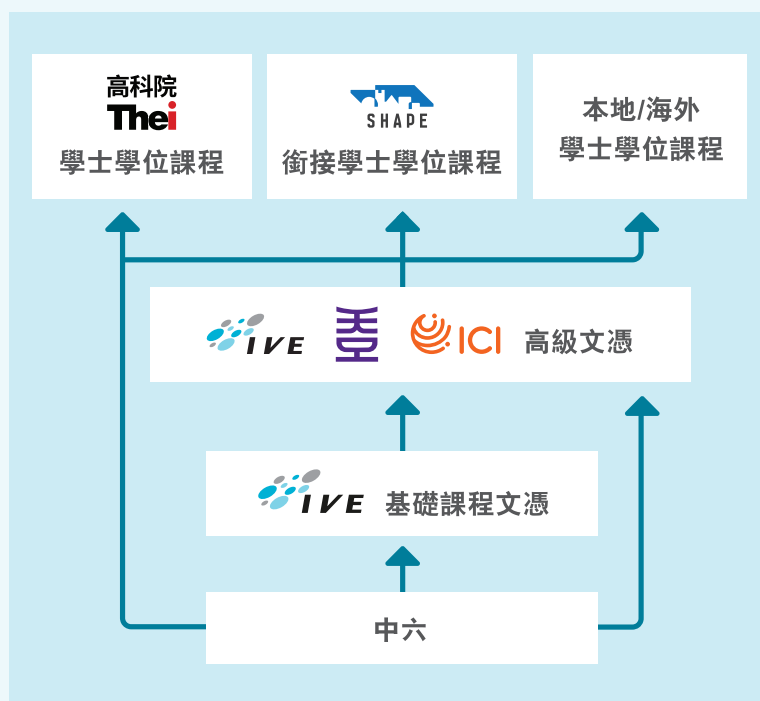 高科院
Thei
學士學位課程
SHAPE
銜接學士學位課程
本地/海外
學士學位課程
IVE
ICI
高級文憑
IVE
基礎課程文憑
中六